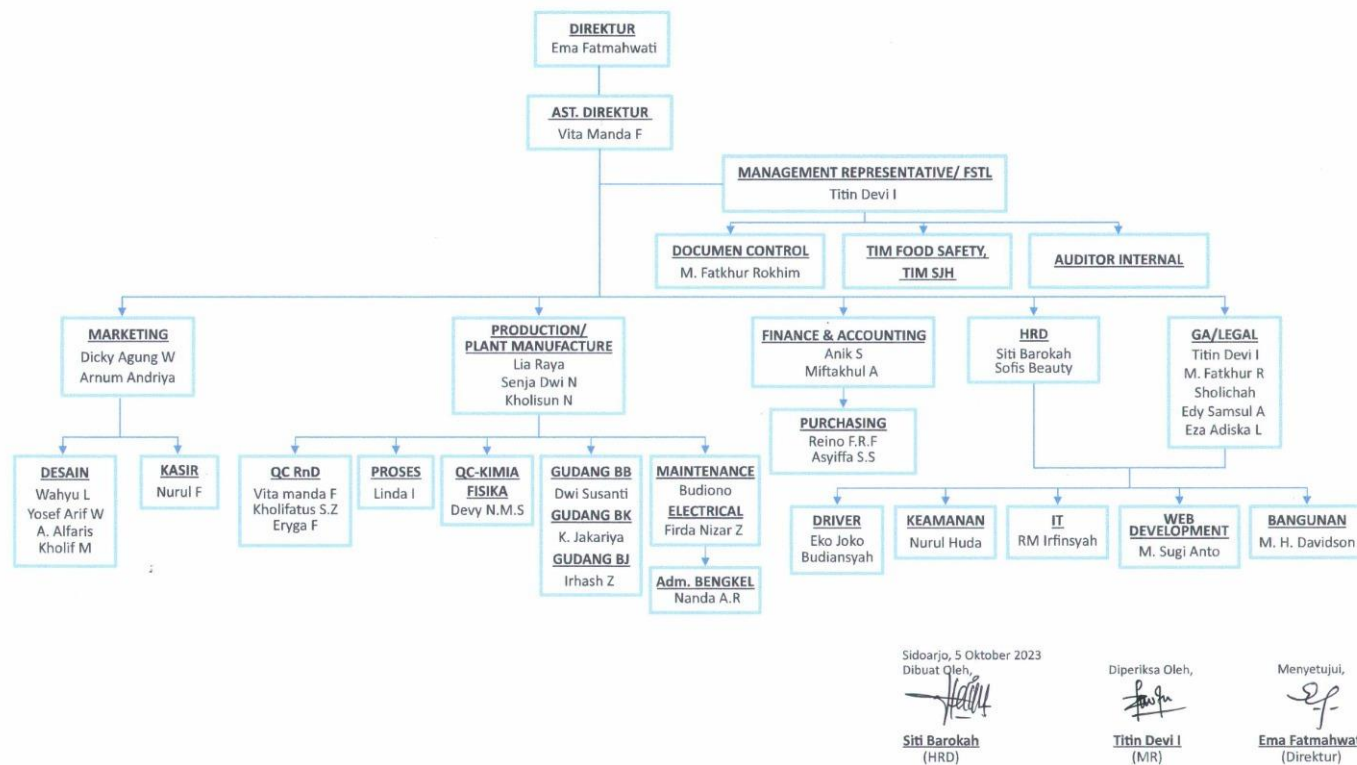 DIREKTUR
Ema Fatmahwati
AST. DIREKTUR
Vita Manda F
MANAGEMENT REPRESENTATIVE/ FSTL
Titin Devi I
DOCUMEN CONTROL
M. Fatkhur Rokhim
TIM FOOD SAFETY,
TIM SJH
AUDITOR INTERNAL
MARKETING
Dicky Agung W
Arnum Andriya
PRODUCTION/
PLANT MANUFACTURE
Lia Raya
Senja Dwi N
Kholisun N
FINANCE & ACCOUNTING
Anik S
Miftakhul A
HRD
Siti Barokah
Sofis Beauty
GA/LEGAL
Titin Devi I
M. Fatkhur R
Sholichah
Edy Samsul A
Eza Adiska L
PURCHASING
Reino F.R.F
Asyiffa S.S
DESAIN
Wahyu L
Yosef Arif W
A. Alfaris
Kholif M
KASIR
Nurul F
QC RnD
Vita manda F
Kholifatus S.Z
Eryga F
PROSES
Linda I
QC-KIMIA
FISIKA
Devy N.M.S
GUDANG BB
Dwi Susanti
GUDANG BK
K. Jakariya
GUDANG BJ
Irhash Z
MAINTENANCE
Budiono
ELECTRICAL
Firda Nizar Z
Adm. BENGKEL
Nanda A.R
DRIVER
Eko Joko
Budiansyah
KEAMANAN
Nurul Huda
IT
RM Irfinsyah
WEB
DEVELOPMENT
M. Sugi Anto
BANGUNAN
M. H. Davidson
Sidoarjo, 5 Oktober 2023
Dibuat Oleh,
Siti Barokah
(HRD)
Diperiksa Oleh,
Titin Devi I
(MR)
Menyetujui,
Ema Fatmahwat
(Direktur)